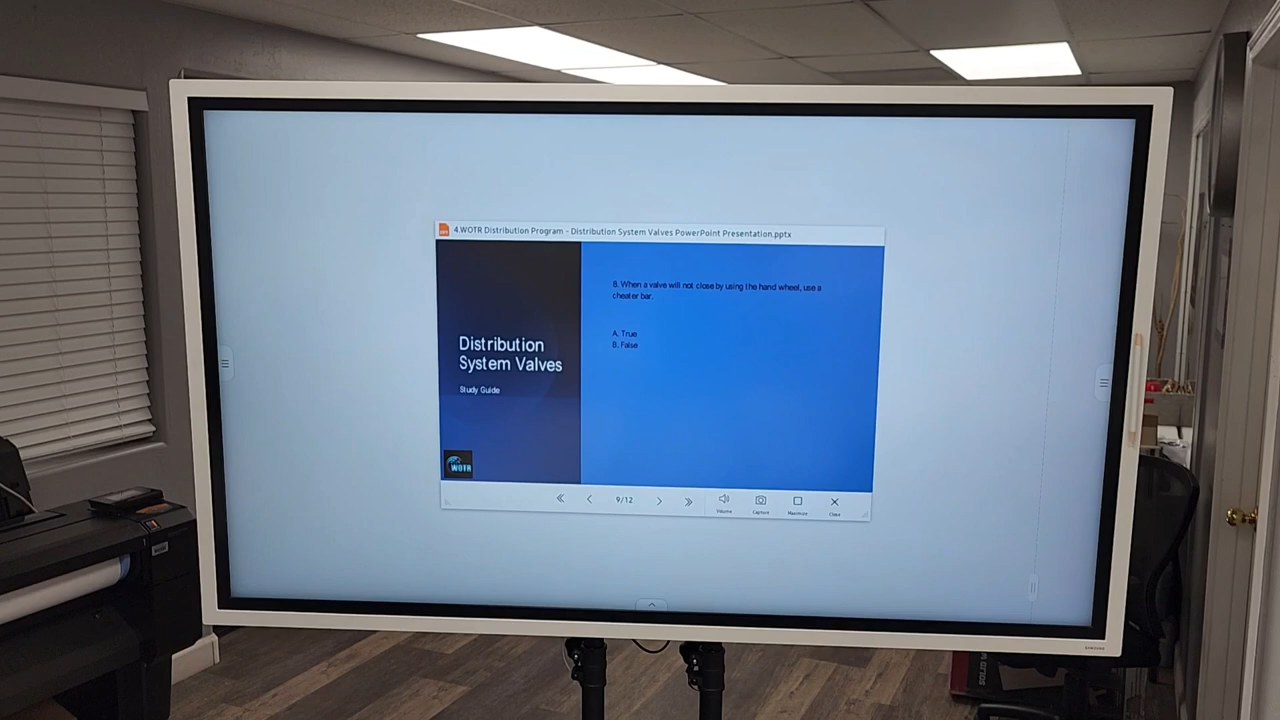 4.WOTR Distribution Program - Distribution System Valves PowerPoint Presentation.pptx
8. When a valve will not close by using the hand wheel, use a
cheater bar.
A. True
B. False
Distribution
System Valves
Study Guide
WOTR
9/12
Volume
Capture
Maximize
Close
SAMSUNG